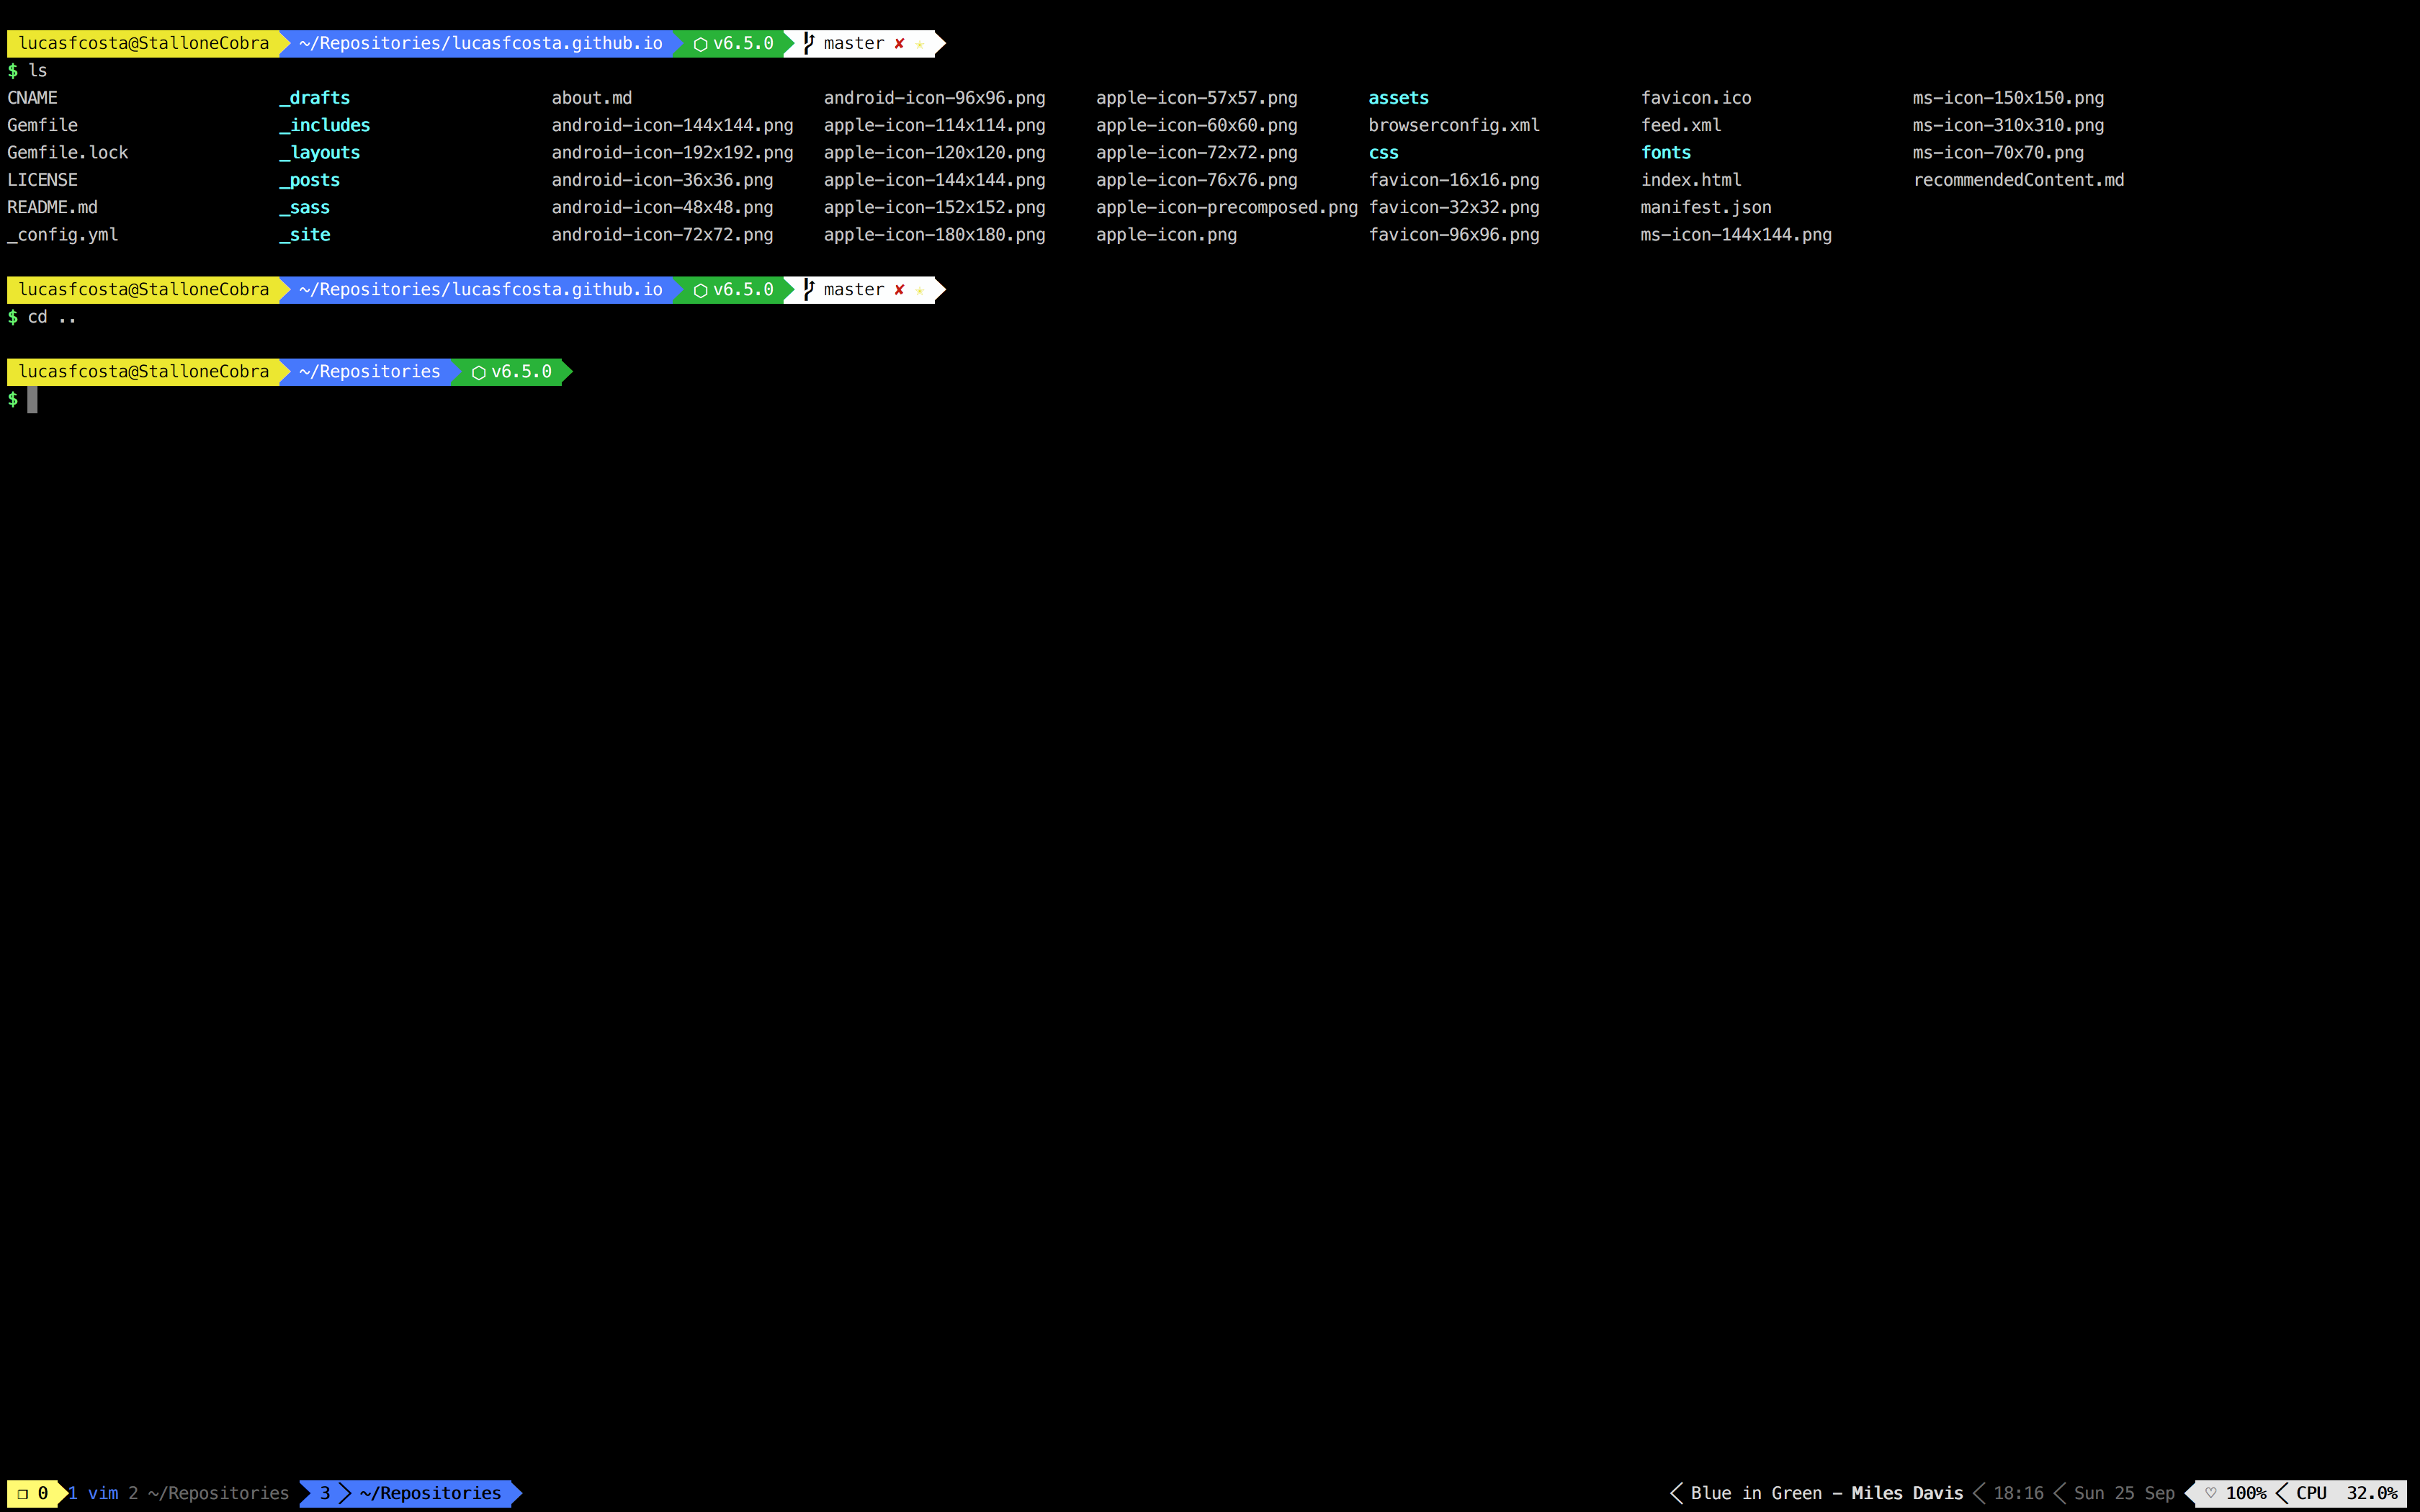 lucasfcosta@StalloneCobra ~/Repositories/lucasfcosta.github.io ⬡ v6.5.0 master ✘ ★
$ ls
CNAME _drafts about.md android-icon-96x96.png apple-icon-57x57.png assets favicon.ico ms-icon-150x150.png
Gemfile _includes android-icon-144x144.png apple-icon-114x114.png apple-icon-60x60.png browserconfig.xml feed.xml ms-icon-310x310.png
Gemfile.lock _layouts android-icon-192x192.png apple-icon-120x120.png apple-icon-72x72.png css fonts ms-icon-70x70.png
LICENSE _posts android-icon-36x36.png apple-icon-144x144.png apple-icon-76x76.png favicon-16x16.png index.html recommendedContent.md
README.md _sass android-icon-48x48.png apple-icon-152x152.png apple-icon-precomposed.png favicon-32x32.png manifest.json
_config.yml _site android-icon-72x72.png apple-icon-180x180.png apple-icon.png favicon-96x96.png ms-icon-144x144.png
lucasfcosta@StalloneCobra ~/Repositories/lucasfcosta.github.io ⬡ v6.5.0 master ✘ ★
$ cd ..
lucasfcosta@StalloneCobra ~/Repositories ⬡ v6.5.0
$
❐ 0 1 vim 2 ~/Repositories 3 ~/Repositories Blue in Green – Miles Davis 18:16 Sun 25 Sep ♡ 100% CPU 32.0%